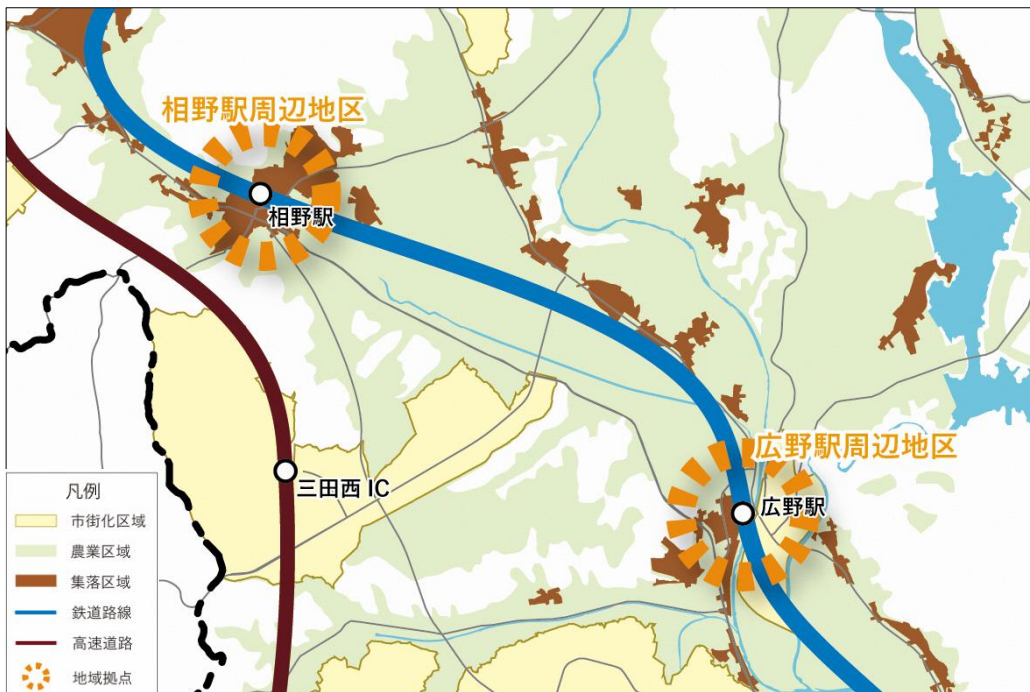 相野駅周辺地区
相野駅
広野駅周辺地区
広野駅
三田西IC
凡例
市街化区域
農業区域
集落区域
鉄道路線
高速道路
地域拠点